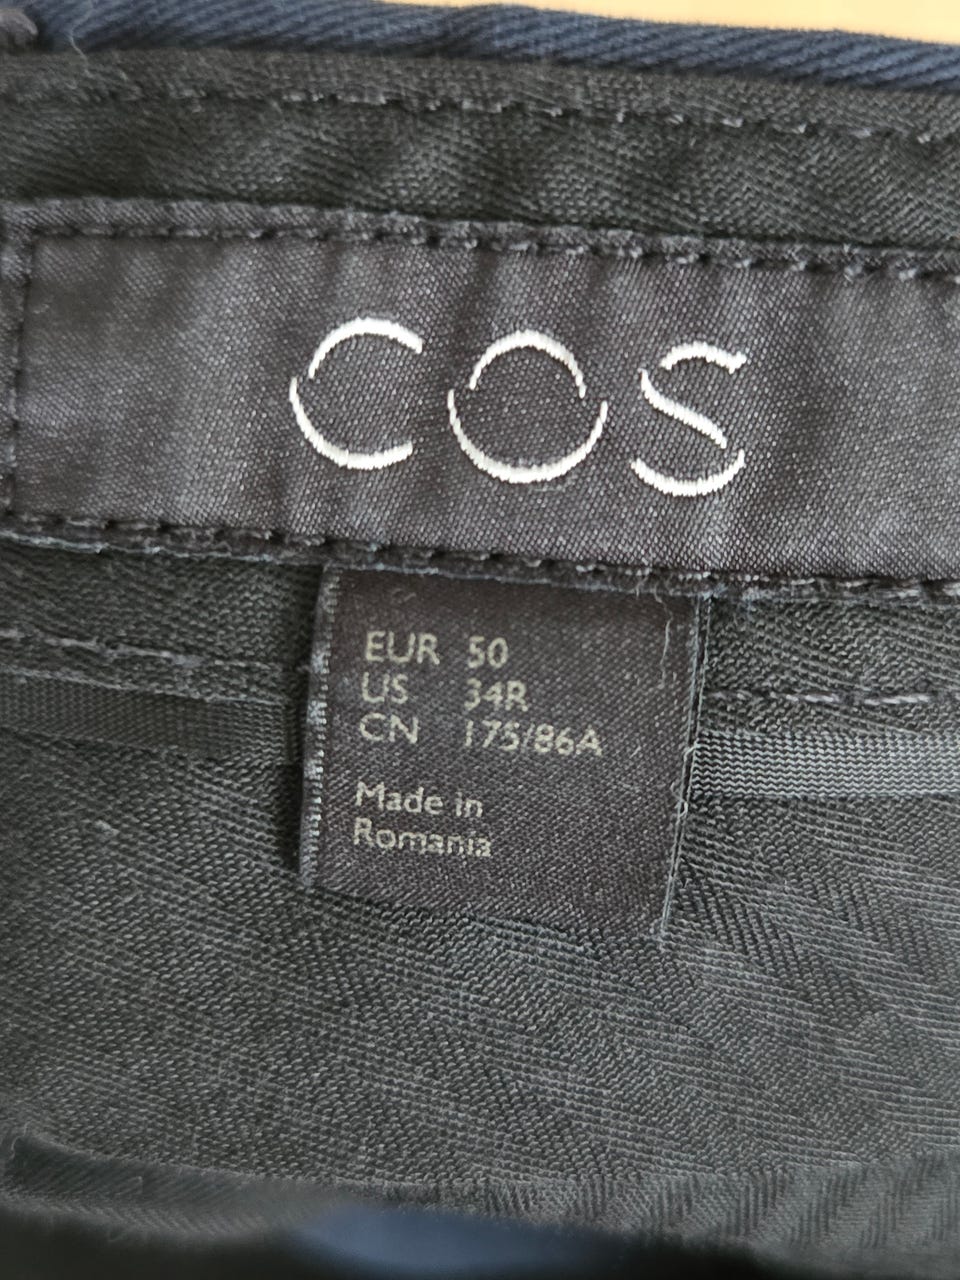 COS
EUR 50
US 34R
CN 175/86A
Made in
Romania